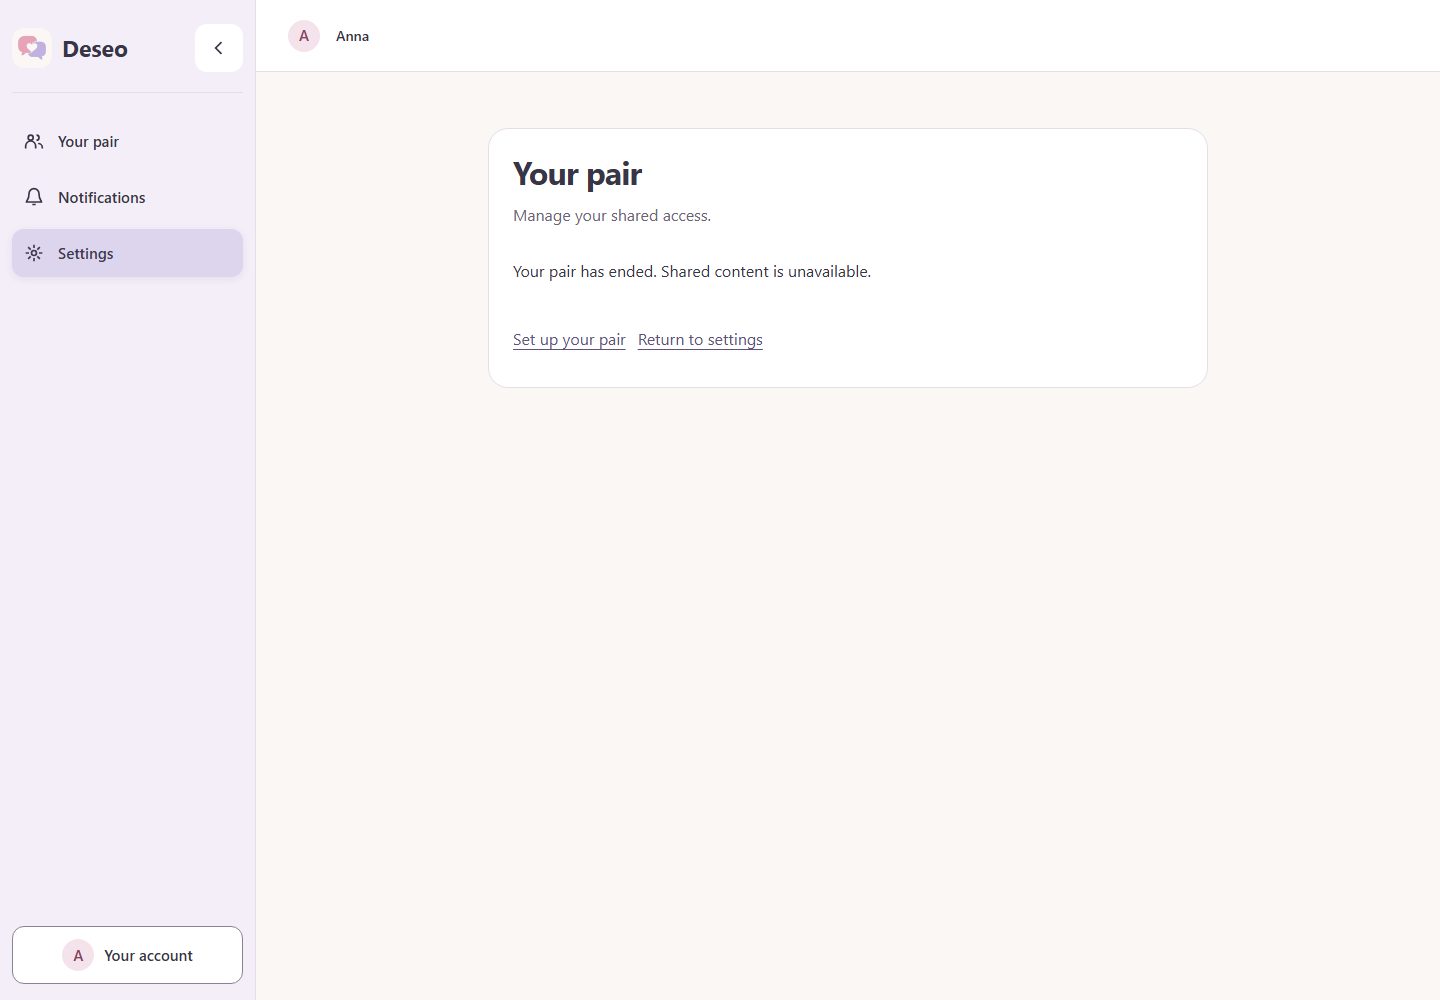 Deseo
Your pair
Notifications
Settings
A Your account
A Anna
Your pair
Manage your shared access.
Your pair has ended. Shared content is unavailable.
Set up your pair Return to settings